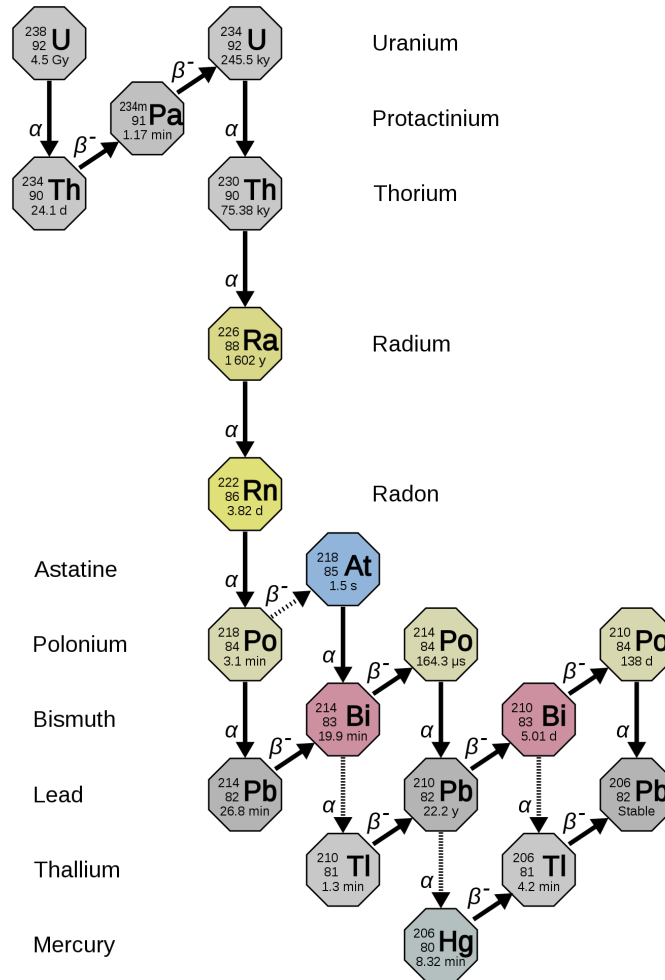 238
92 U
4.5 Gy
234
92 U
245.5 ky
Uranium
β-
234m
91 Pa
1.17 min
Protactinium
α
β-
α
234
90 Th
24.1 d
230
90 Th
75.38 ky
Thorium
α
226
88 Ra
1 602 y
Radium
α
222
86 Rn
3.82 d
Radon
Astatine
218
85 At
1.5 s
α
β-
Polonium
218
84 Po
3.1 min
214
84 Po
164.3 µs
210
84 Po
138 d
α
β-
β-
Bismuth
214
83 Bi
19.9 min
210
83 Bi
5.01 d
α
β-
α
β-
α
Lead
214
82 Pb
26.8 min
210
82 Pb
22.2 y
206
82 Pb
Stable
α
β-
α
β-
Thallium
210
81 Tl
1.3 min
206
81 Tl
4.2 min
α
β-
Mercury
206
80 Hg
8.32 min